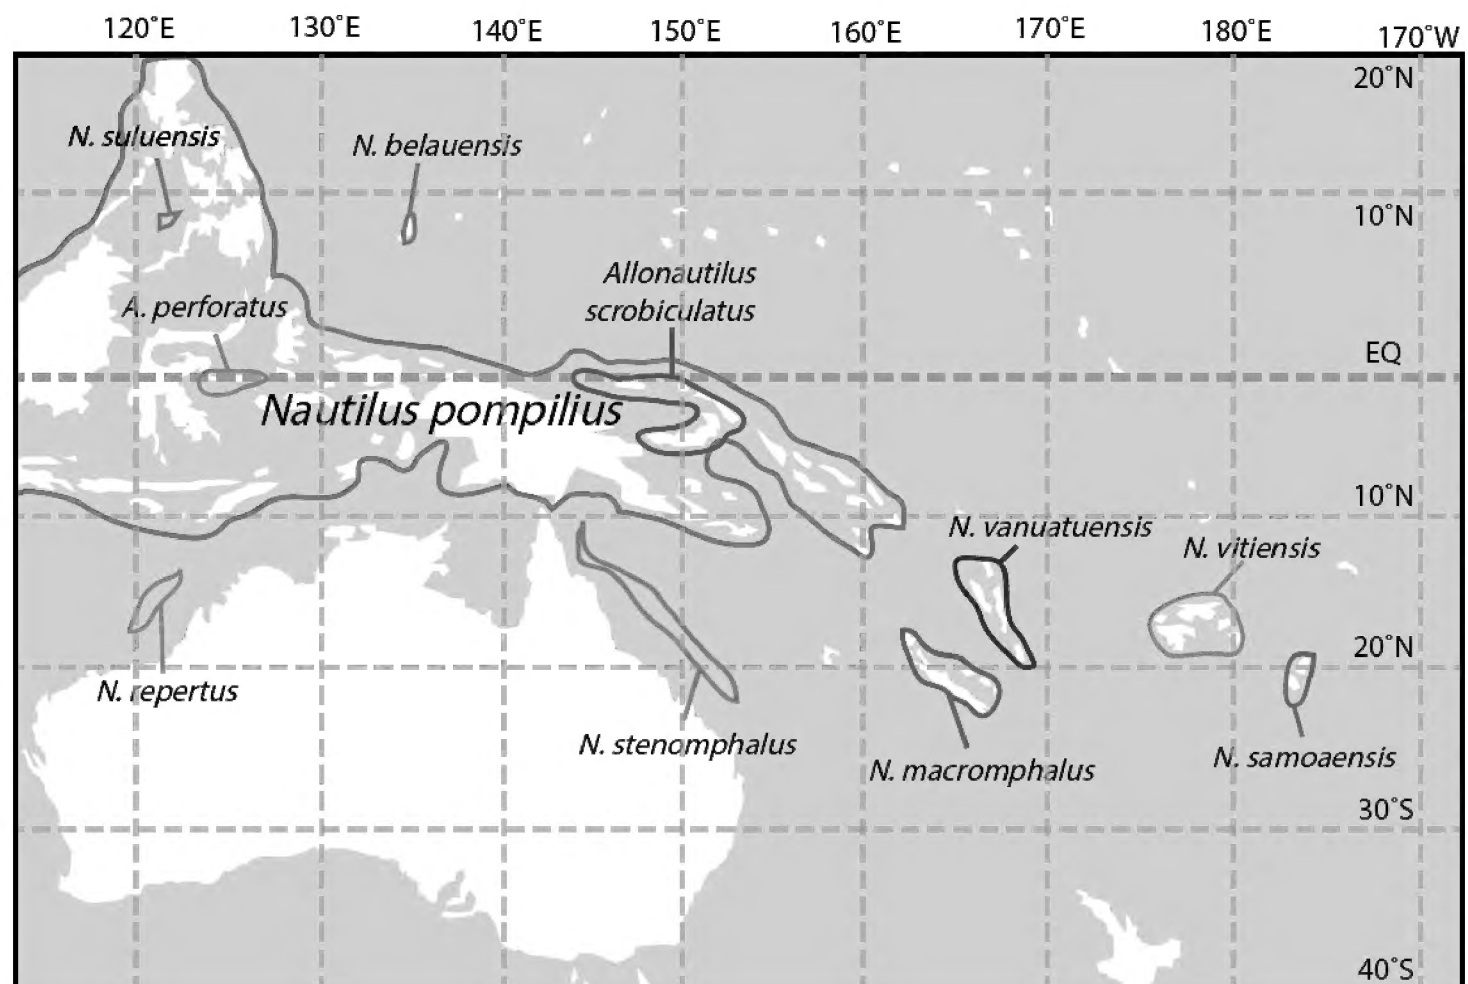 120˚E 130˚E 140˚E 150˚E 160˚E 170˚E 180˚E 170˚W
20˚N
N. suluensis
N. belauensis
10˚N
Allonautilus
scrobiculatus
A. perforatus
EQ
Nautilus pompilius
10˚N
N. vanuatuensis
N. vitiensis
20˚N
N. repertus
N. stenomphalus
N. macromphalus
N. samoaensis
30˚S
40˚S